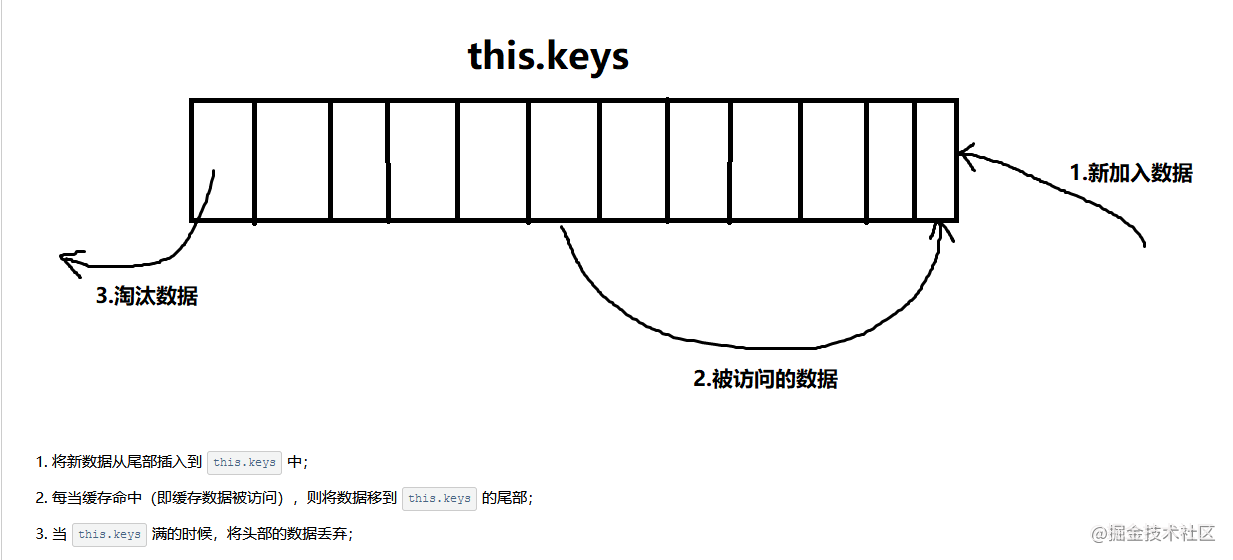 this.keys
1.新加入数据
3.淘汰数据
2.被访问的数据
1. 将新数据从尾部插入到 this.keys 中；
2. 每当缓存命中（即缓存数据被访问），则将数据移到 this.keys 的尾部；
3. 当 this.keys 满的时候，将头部的数据丢弃；
@掘金技术社区